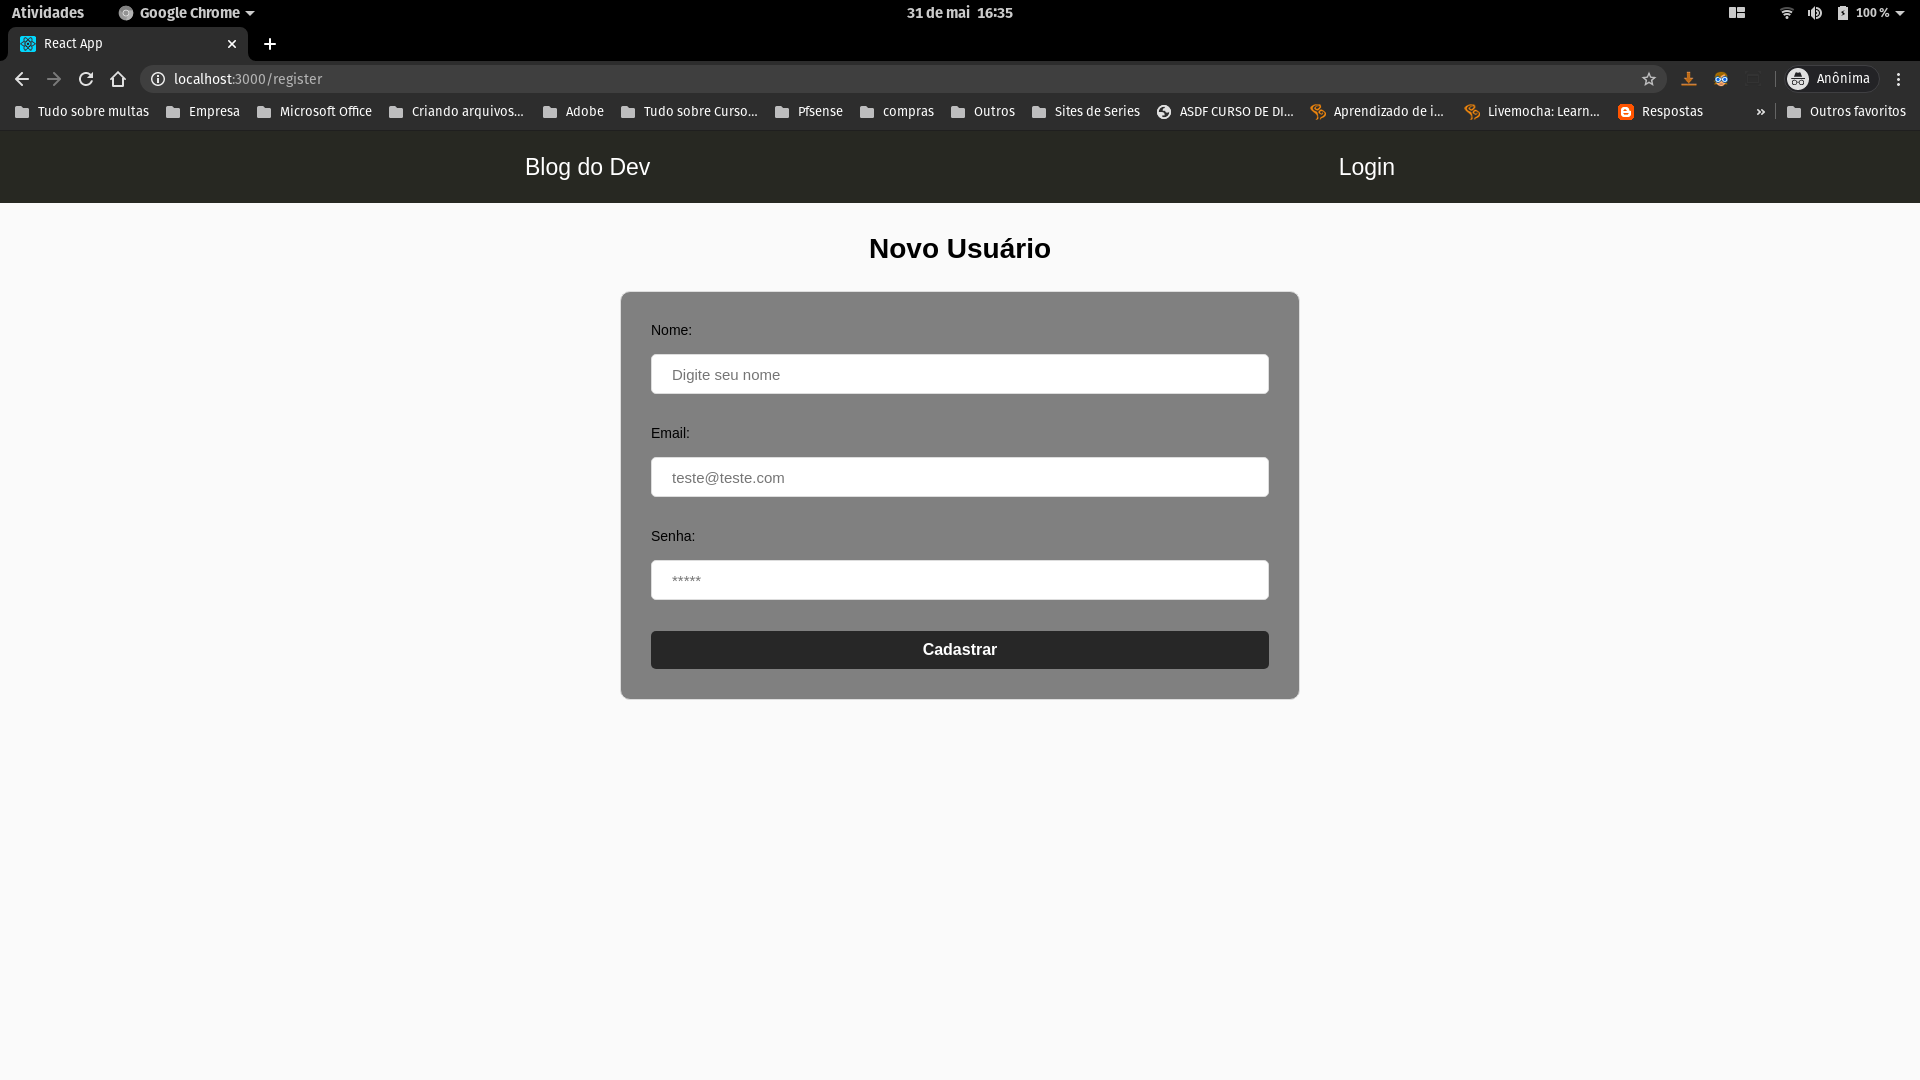 Atividades Google Chrome 31 de mai 16:35 100 %
React App
localhost:3000/register Anônima
Tudo sobre multas Empresa Microsoft Office Criando arquivos... Adobe Tudo sobre Curso... Pfsense compras Outros Sites de Series ASDF CURSO DE DI... Aprendizado de i... Livemocha: Learn... Respostas » Outros favoritos
Blog do Dev Login
Novo Usuário
Nome:
Digite seu nome
Email:
teste@teste.com
Senha:
*****
Cadastrar